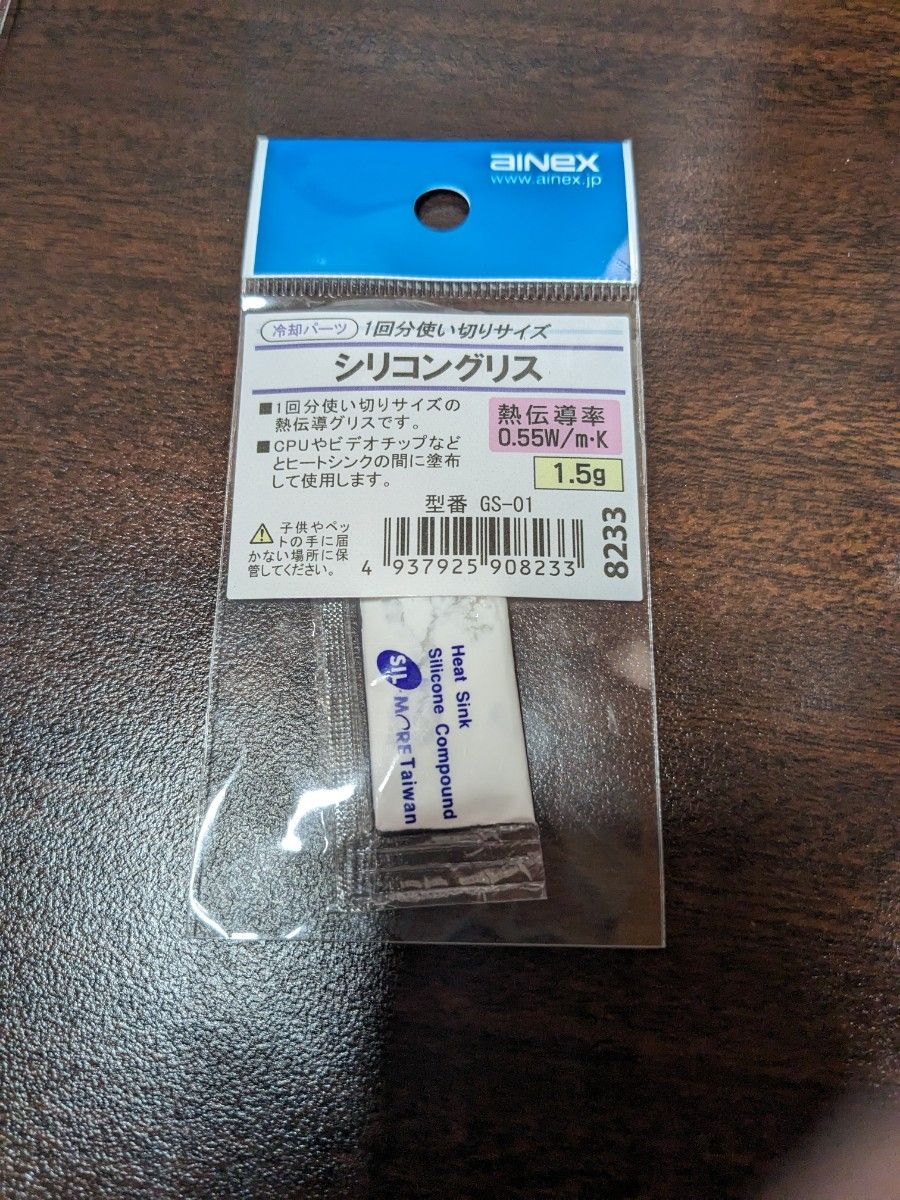 aınex
www.ainex.jp
冷却パーツ 1回分使い切りサイズ
シリコングリス
■1回分使い切りサイズの
熱伝導グリスです。
■CPUやビデオチップなど
とヒートシンクの間に塗布
して使用します。
熱伝導率
0.55W/m・K
1.5g
型番 GS-01
⚠子供やペッ
トの手に届
かない場所に保
管してください。
4 937925 908233
8233
Heat Sink
Silicone Compound
SIL MORE Taiwan